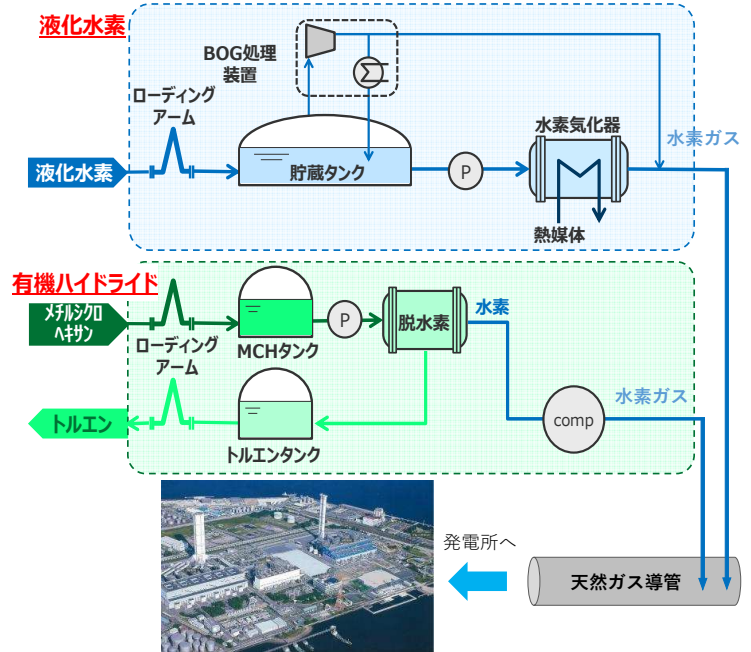 液化水素
BOG処理
装置
ローディング
アーム
水素気化器
水素ガス
液化水素
貯蔵タンク
P
熱媒体
有機ハイドライド
メチルシクロ
ヘキサン
P
脱水素
水素
MCHタンク
ローディング
アーム
水素ガス
トルエン
comp
トルエンタンク
発電所へ
天然ガス導管